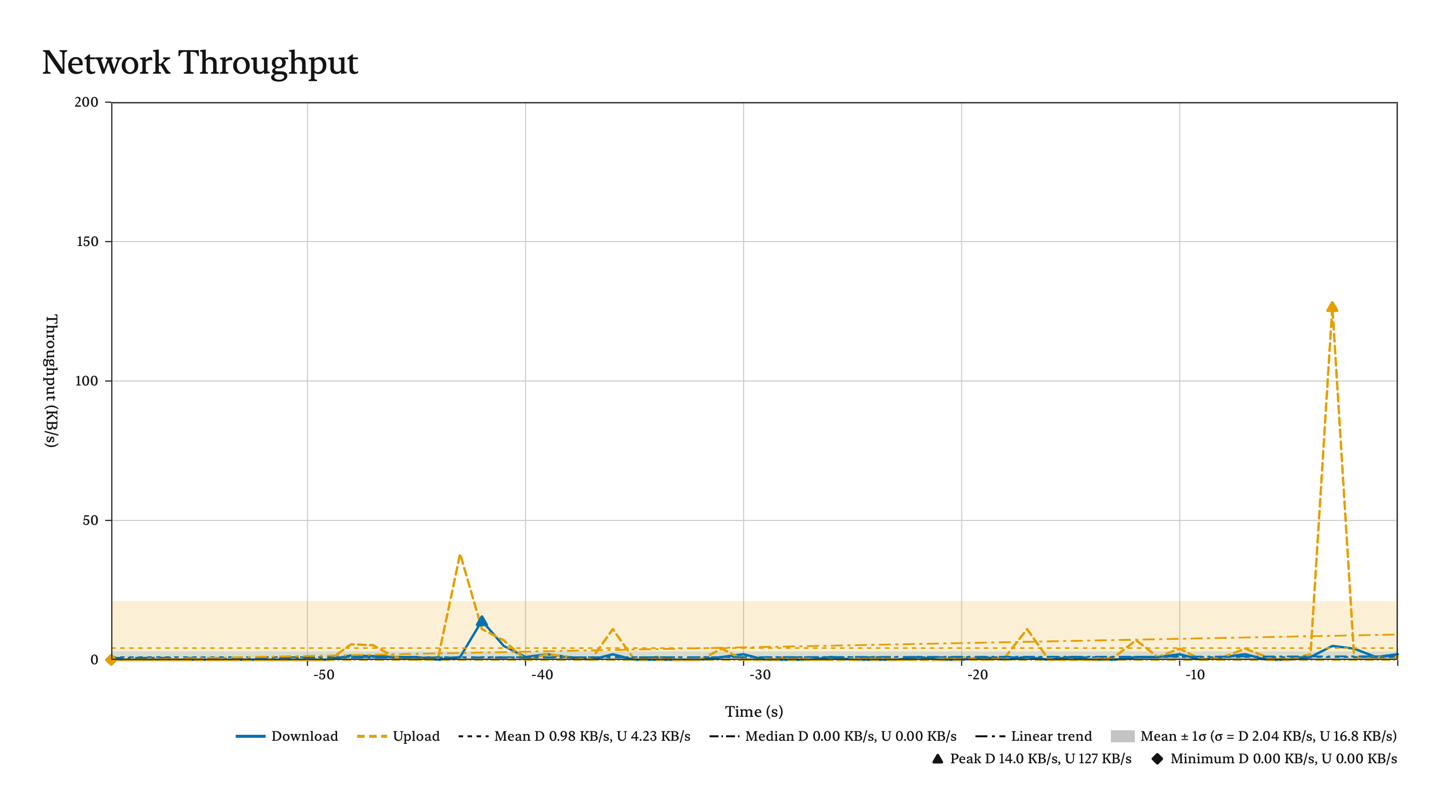 Network Throughput
200
150
100
50
0
Throughput (KB/s)
-50
-40
-30
-20
-10
Time (s)
Download
Upload
Mean D 0.98 KB/s, U 4.23 KB/s
Median D 0.00 KB/s, U 0.00 KB/s
Linear trend
Mean ± 1σ (σ = D 2.04 KB/s, U 16.8 KB/s)
Peak D 14.0 KB/s, U 127 KB/s
Minimum D 0.00 KB/s, U 0.00 KB/s